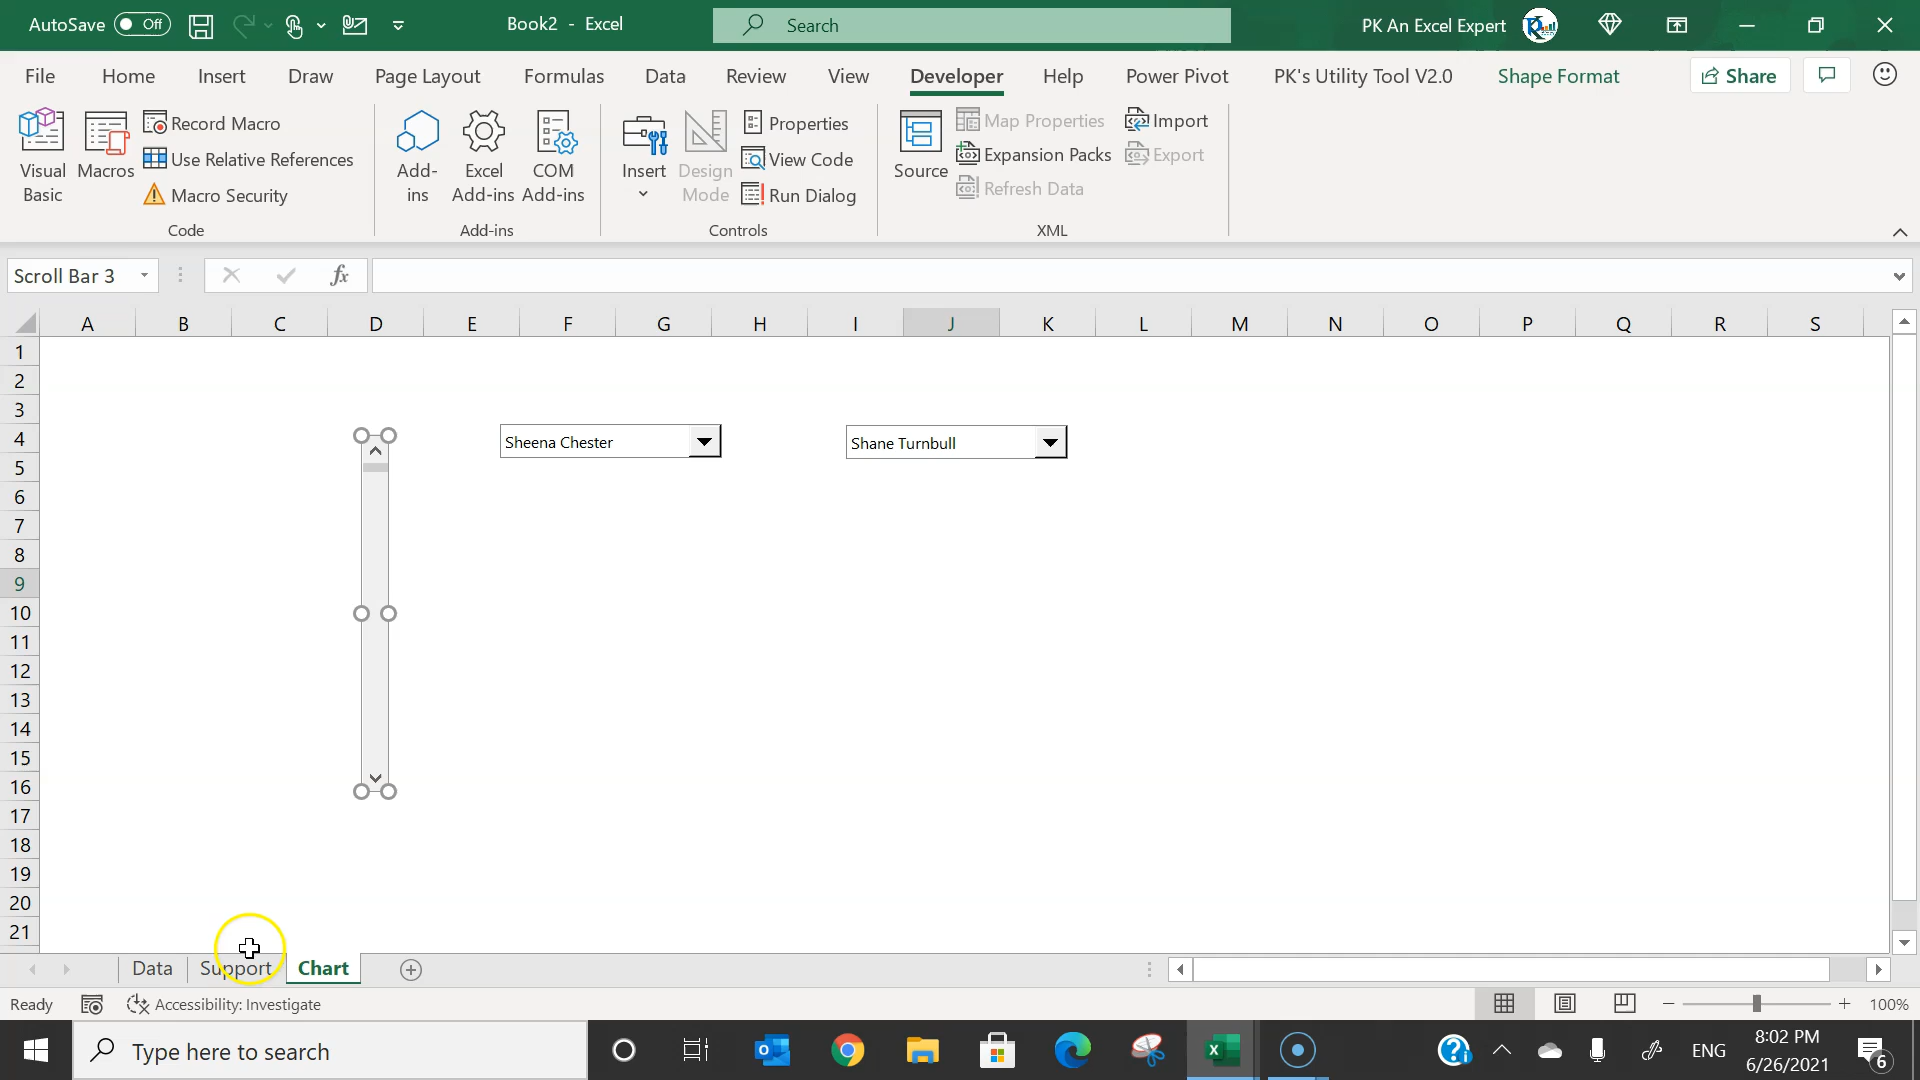 AutoSave Off Book2 - Excel Search PK An Excel Expert
File Home Insert Draw Page Layout Formulas Data Review View Developer Help Power Pivot PK's Utility Tool V2.0 Shape Format Share
Visual Basic
Macros
Record Macro
Use Relative References
Macro Security
Code
Add-ins
Excel Add-ins
COM Add-ins
Add-ins
Insert
Design Mode
Properties
View Code
Run Dialog
Controls
Source
Map Properties
Expansion Packs
Refresh Data
Import
Export
XML
Scroll Bar 3 fx
A B C D E F G H I J K L M N O P Q R S
1
2
3
4
5
6
7
8
9
10
11
12
13
14
15
16
17
18
19
20
21
Sheena Chester
Shane Turnbull
Data Support Chart
Ready Accessibility: Investigate 100%
Type here to search ENG 8:02 PM
6/26/2021 6